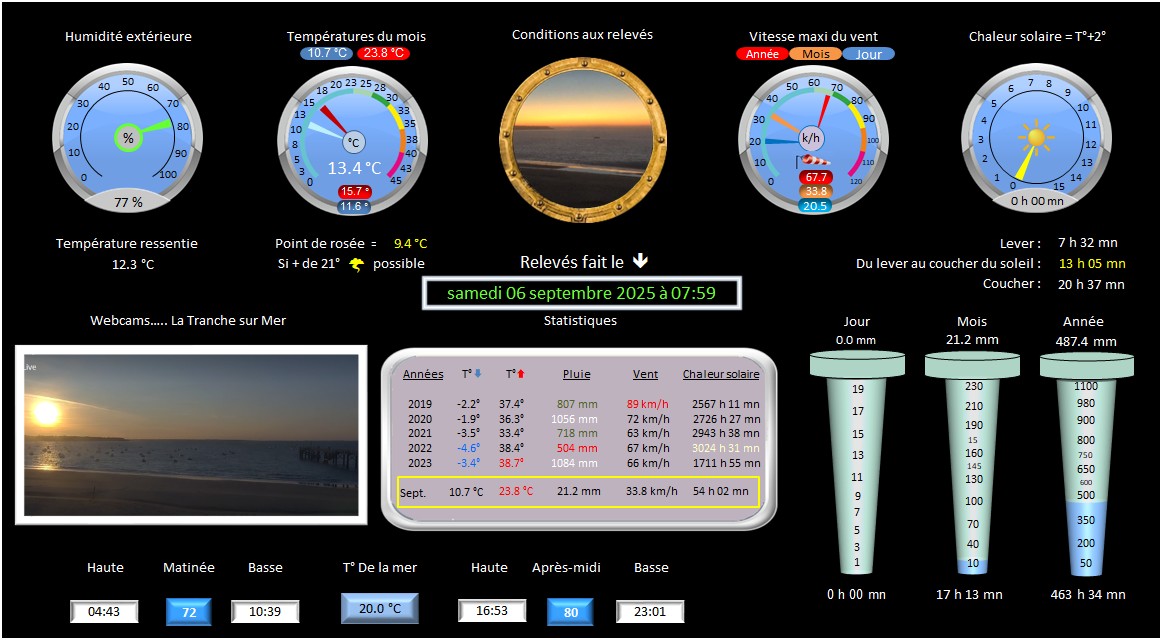 Humidité extérieure
Températures du mois
10.7 °C 23.8 °C
Conditions aux relevés
Vitesse maxi du vent
Année Mois Jour
Chaleur solaire = T°+2°
0 10 20 30 40 50 60 70 80 90 100
%
77 %
0 3 5 8 10 13 15 18 20 23 25 28 30 33 35 38 40 43 45
°C
13.4 °C
15.7 °
11.6 °
0 10 20 30 40 50 60 70 80 90 100 110 120
k/h
67.7
33.8
20.5
0 1 2 3 4 5 6 7 8 9 10 11 12 13 14 15
0 h 00 mn
Température ressentie
12.3 °C
Point de rosée = 9.4 °C
Si + de 21° possible
Relevés fait le
samedi 06 septembre 2025 à 07:59
Lever : 7 h 32 mn
Du lever au coucher du soleil : 13 h 05 mn
Coucher : 20 h 37 mn
Webcams….. La Tranche sur Mer
Live
Statistiques
Années T° T° Pluie Vent Chaleur solaire
2019 -2.2° 37.4° 807 mm 89 km/h 2567 h 11 mn
2020 -1.9° 36.3° 1056 mm 72 km/h 2726 h 27 mn
2021 -3.5° 33.4° 718 mm 63 km/h 2943 h 38 mn
2022 -4.6° 38.4° 504 mm 67 km/h 3024 h 31 mn
2023 -3.4° 38.7° 1084 mm 66 km/h 1711 h 55 mn
Sept. 10.7 °C 23.8 °C 21.2 mm 33.8 km/h 54 h 02 mn
Jour
0.0 mm
19
17
15
13
11
9
7
5
3
1
0 h 00 mn
Mois
21.2 mm
230
210
190
15
160
145
130
100
70
40
10
17 h 13 mn
Année
487.4 mm
1100
980
900
800
750
650
600
500
350
200
50
463 h 34 mn
Haute Matinée Basse
04:43 72 10:39
T° De la mer
20.0 °C
Haute Après-midi Basse
16:53 80 23:01